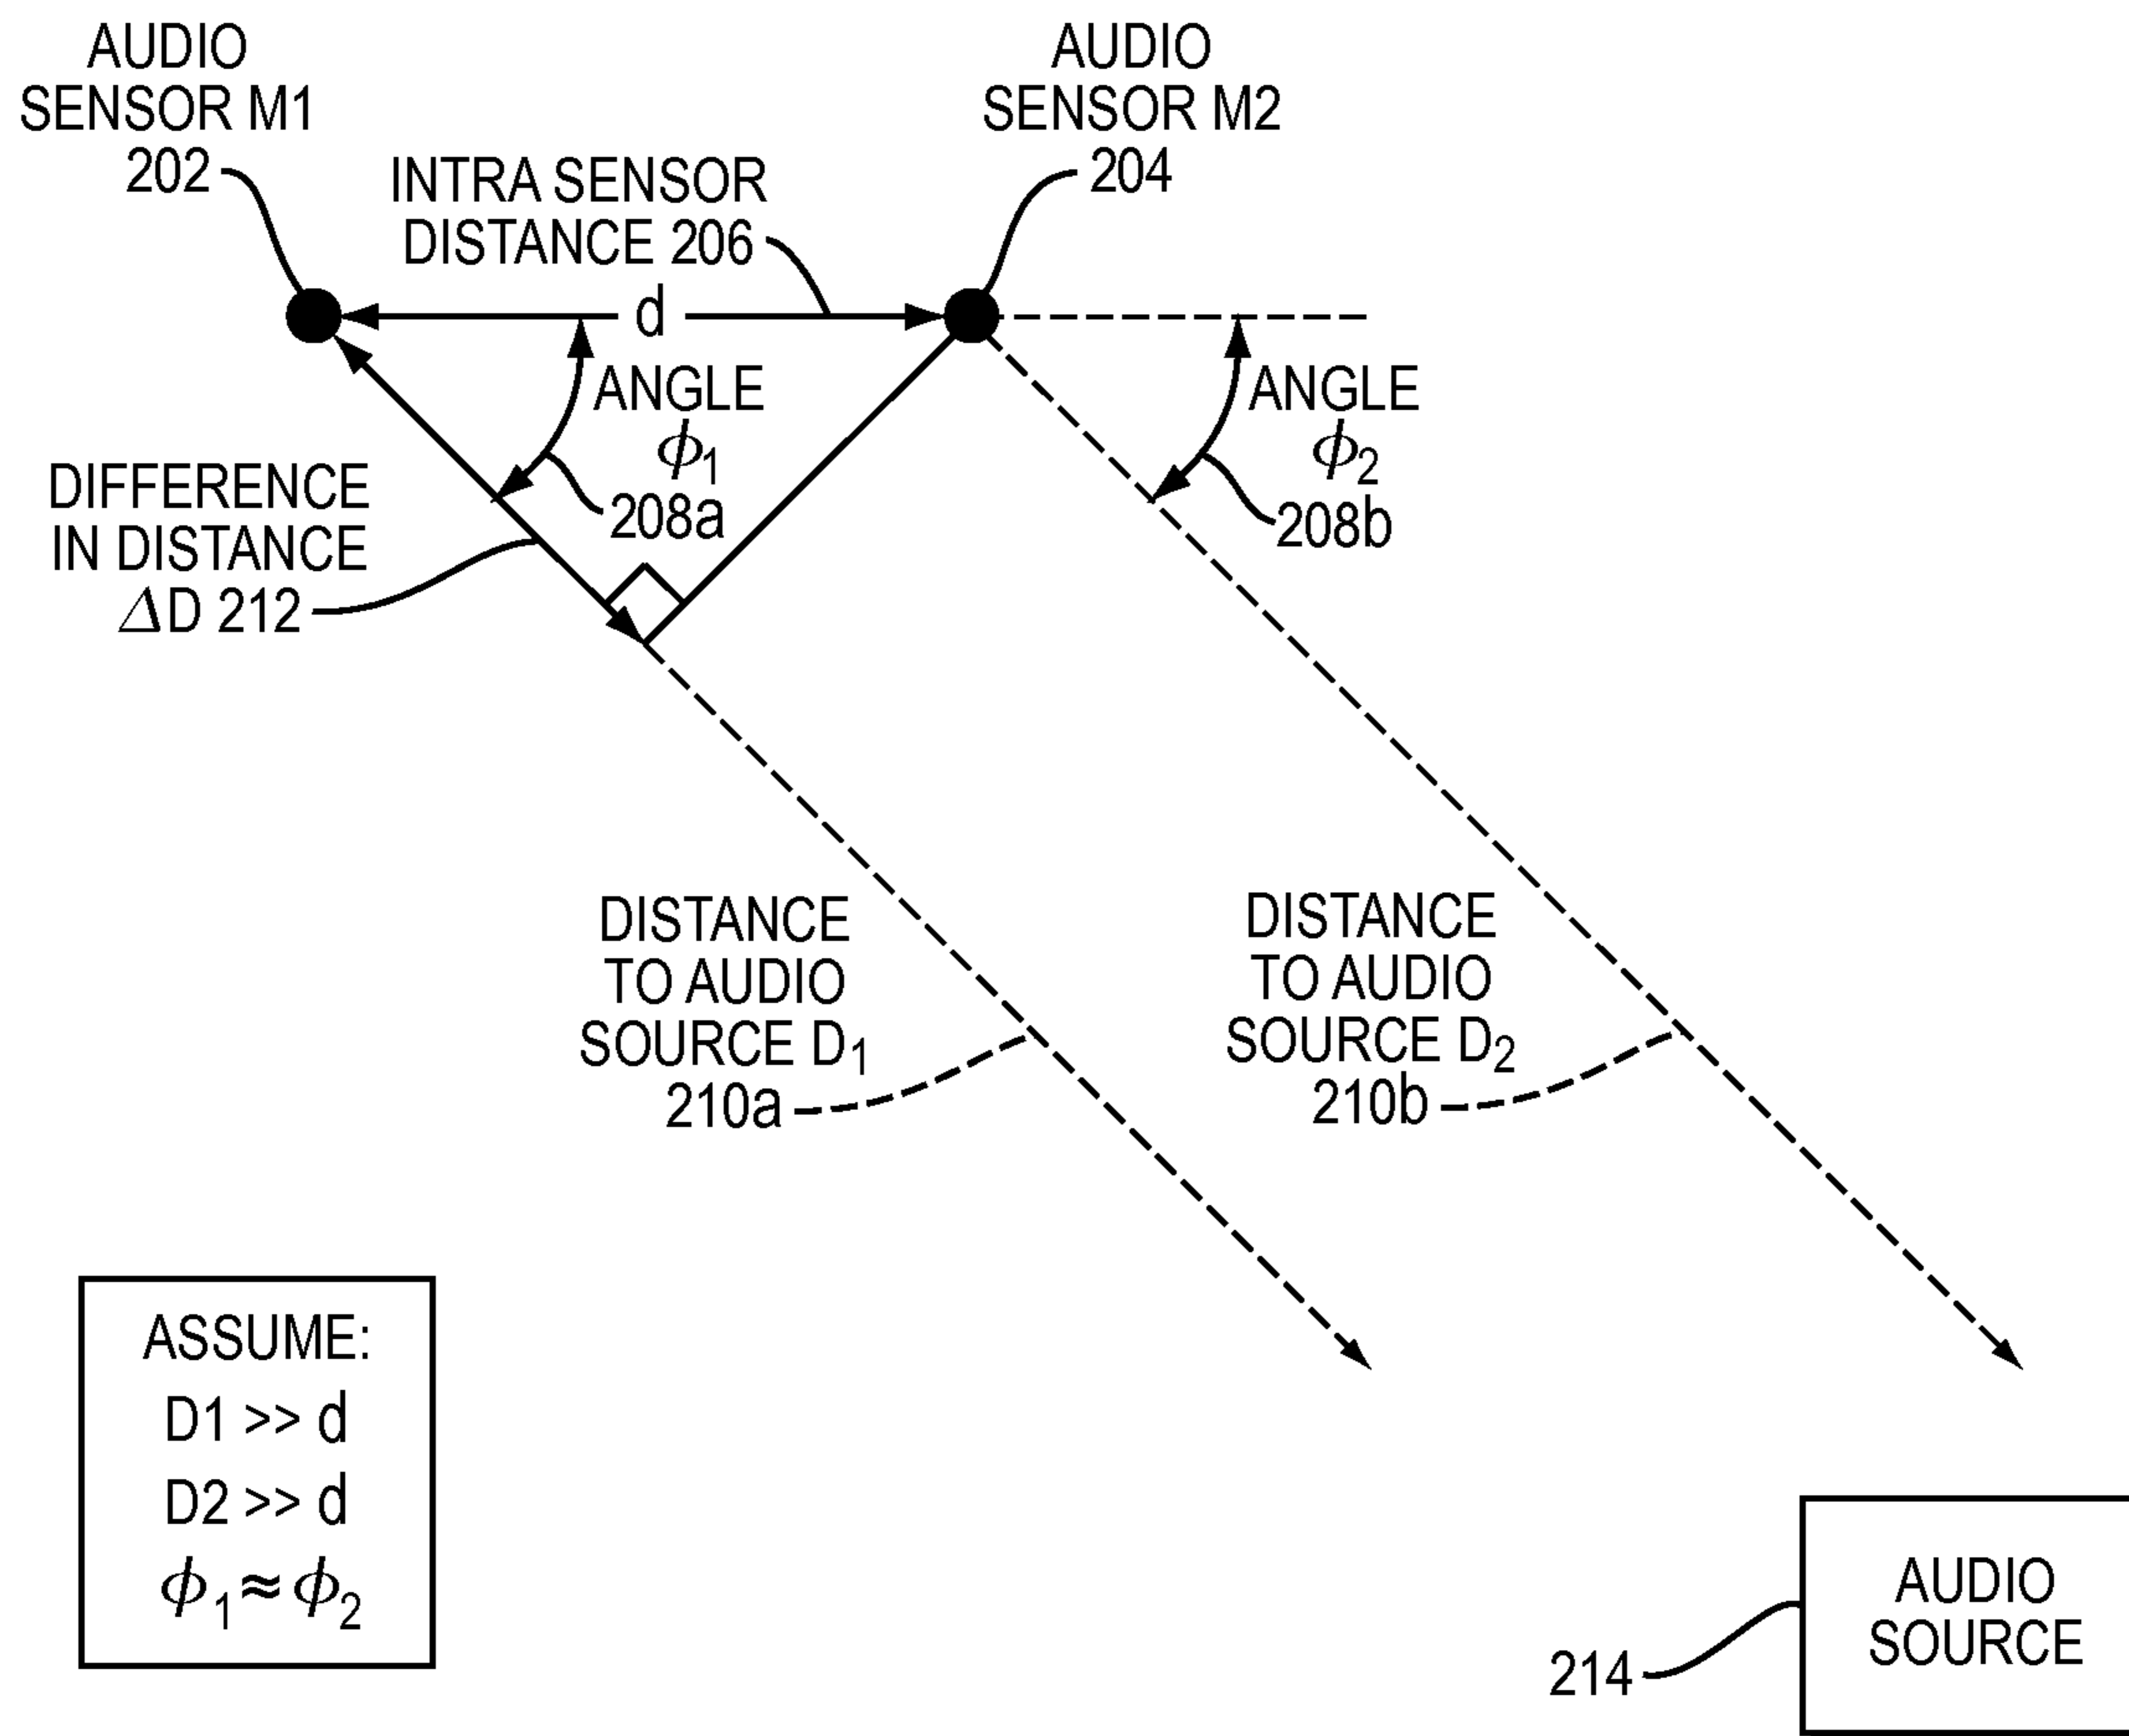 AUDIO
SENSOR M1
202
AUDIO
SENSOR M2
204
INTRA SENSOR
DISTANCE 206
d
ANGLE
ϕ1
208a
ANGLE
ϕ2
208b
DIFFERENCE
IN DISTANCE
ΔD 212
DISTANCE
TO AUDIO
SOURCE D1
210a
DISTANCE
TO AUDIO
SOURCE D2
210b
ASSUME:
D1 >> d
D2 >> d
ϕ1 ≈ ϕ2
AUDIO
SOURCE
214